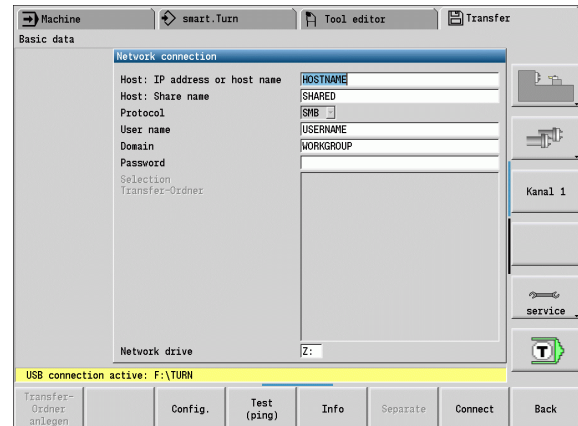 Machine smart.Turn Tool editor Transfer
Basic data
Network connection
Host: IP address or host name HOSTNAME
Host: Share name SHARED
Protocol SMB
User name USERNAME
Domain WORKGROUP
Password
Selection
Transfer-Ordner
Kanal 1
service
Network drive Z:
T
USB connection active: F:\TURN
Transfer-
Ordner
anlegen
Config.
Test
(ping)
Info
Separate
Connect
Back